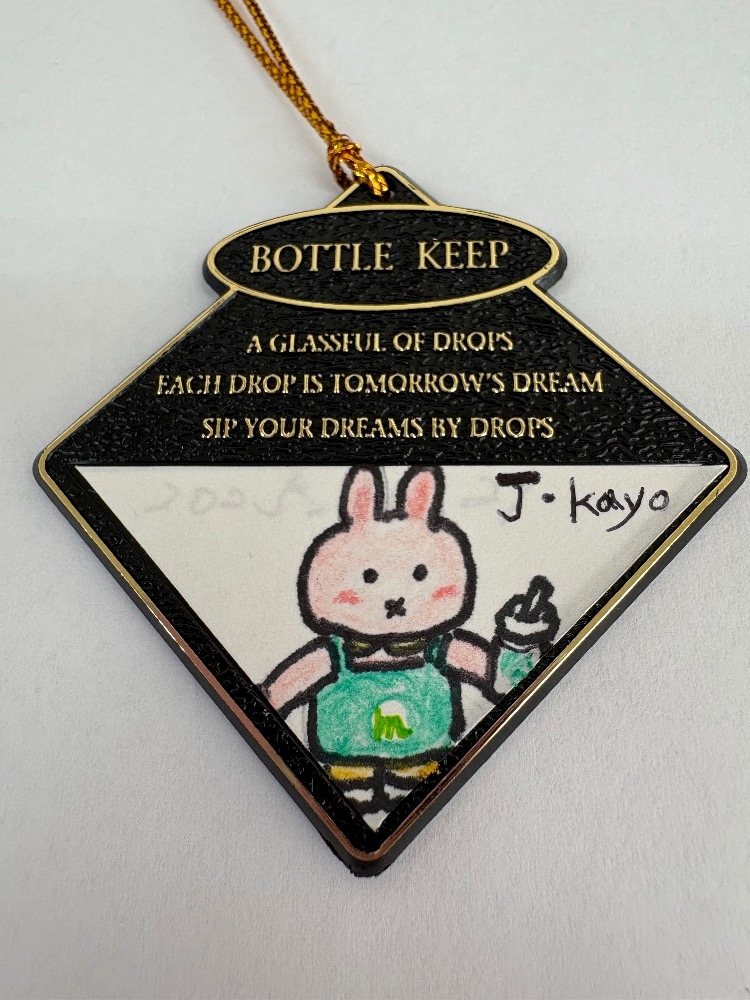 BOTTLE KEEP
A GLASSFUL OF DROPS
EACH DROP IS TOMORROW'S DREAM
SIP YOUR DREAMS BY DROPS
J・kayo